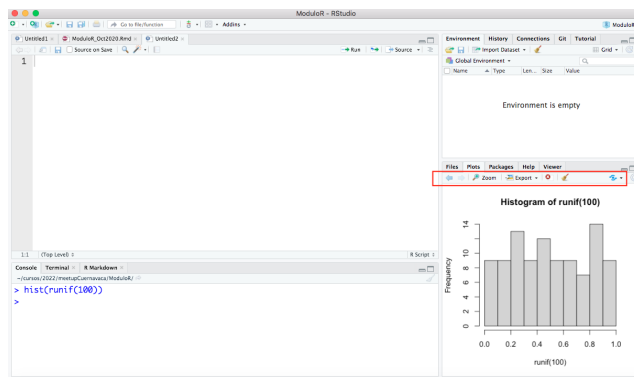 ModuloR - RStudio
Go to file/function Addins
ModuloR
Untitled1 ModuloR_Oct2020.Rmd Untitled2
Source on Save Run Source
1
1:1 (Top Level) R Script
Console Terminal R Markdown
~/cursos/2022/meetupCuernavaca/ModuloR/
> hist(runif(100))
>
Environment History Connections Git Tutorial
Import Dataset Grid
Global Environment
Name Type Len... Size Value
Environment is empty
Files Plots Packages Help Viewer
Zoom Export
Histogram of runif(100)
Frequency
0 2 4 6 8 10 14
0.0 0.2 0.4 0.6 0.8 1.0
runif(100)